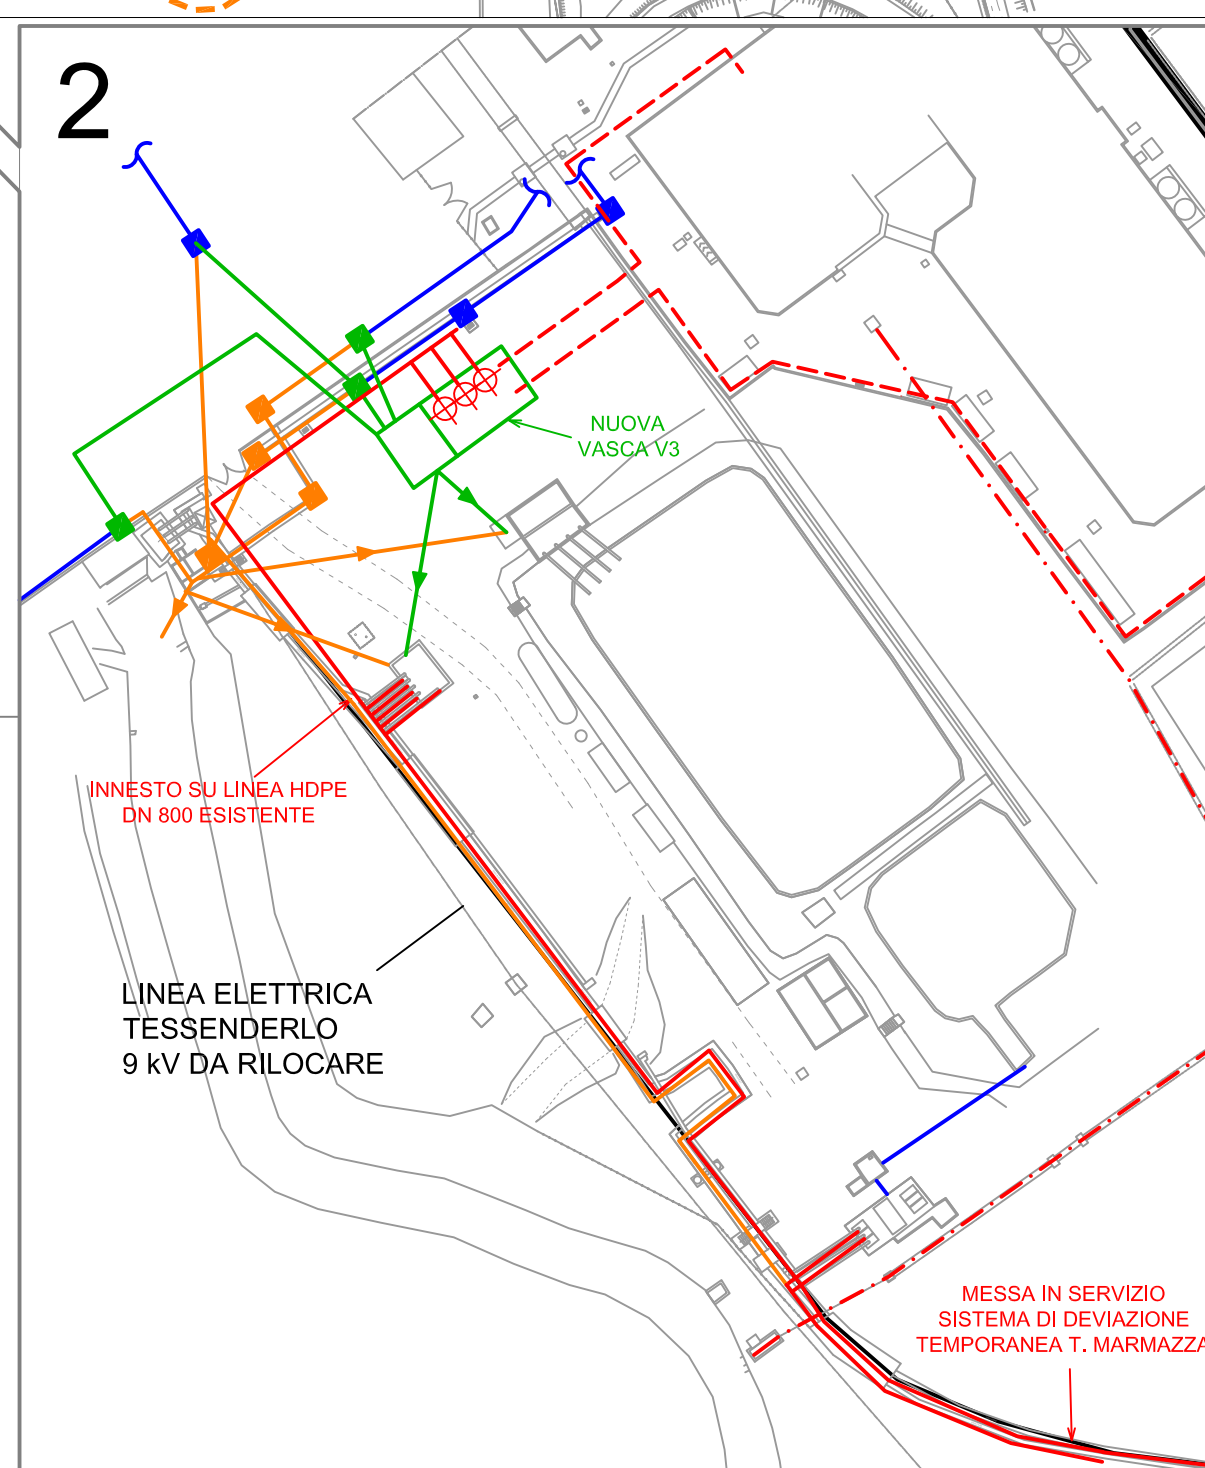 2
NUOVA
VASCA V3
INNESTO SU LINEA HDPE
DN 800 ESISTENTE
LINEA ELETTRICA
TESSENDERLO
9 kV DA RILOCARE
MESSA IN SERVIZIO
SISTEMA DI DEVIAZIONE
TEMPORANEA T. MARMAZZA